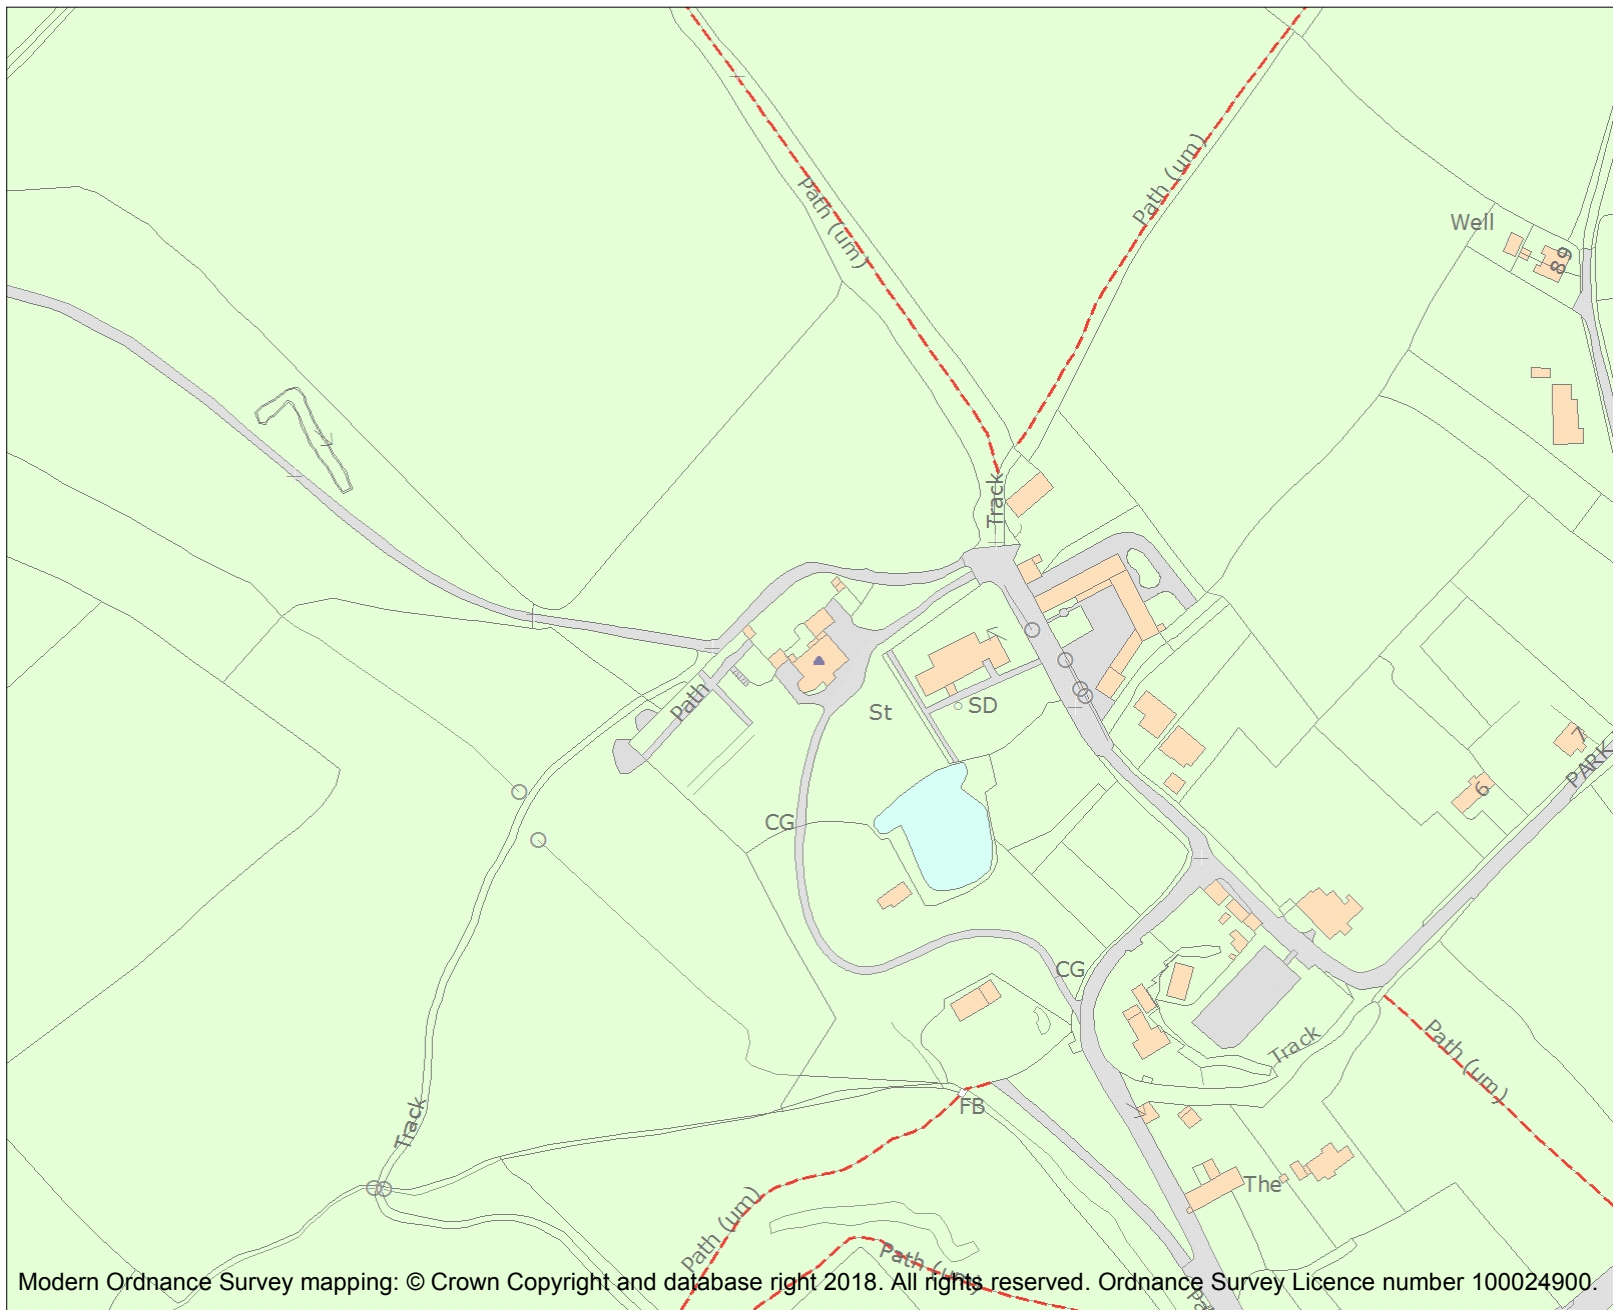 Path (um)
Path (um)
Well
8
9
Track
Path
St
SD
7
PARK
6
CG
CG
Track
Path (um)
Track
FB
The
Path (um)
Path (um)
Modern Ordnance Survey mapping: © Crown Copyright and database right 2018. All rights reserved. Ordnance Survey Licence number 100024900.